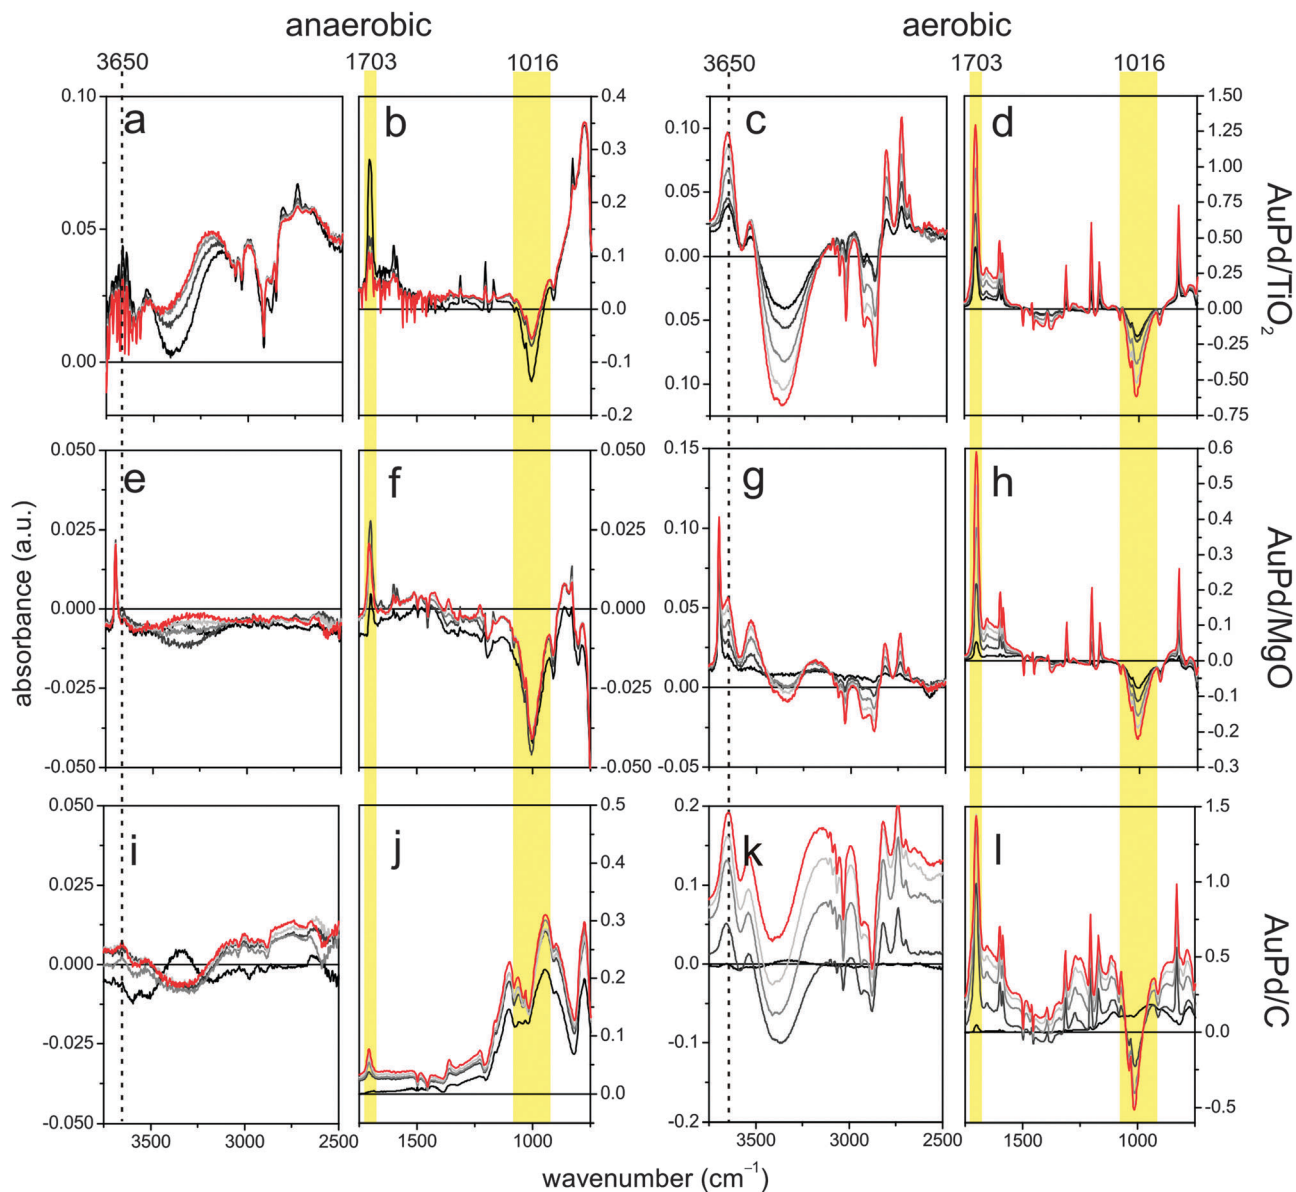 anaerobic aerobic
3650 1703 1016 3650 1703 1016
0.10 0.4 0.10 1.50
a b c d
0.3 1.25
1.00
0.05 0.2 0.05 0.75
0.1 0.00 0.50
0.25
0.0 0.05 0.00
0.00 -0.1 -0.25
0.10 -0.50
-0.2 -0.75
AuPd/TiO2
0.050 0.050 0.15 0.6
e f g h
0.5
0.025 0.025 0.10 0.4
0.3
0.000 0.000 0.05 0.2
0.1
-0.025 -0.025 0.00 0.0
-0.1
-0.2
-0.050 -0.050 -0.05 -0.3
AuPd/MgO
absorbance (a.u.)
0.050 0.5 0.2 1.5
i j k l
0.025 0.4 0.1 1.0
0.3
0.000 0.2 0.0 0.5
-0.025 0.1 -0.1 0.0
0.0
-0.050 -0.2 -0.5
AuPd/C
3500 3000 2500 1500 1000 3500 3000 2500 1500 1000
wavenumber (cm–1)